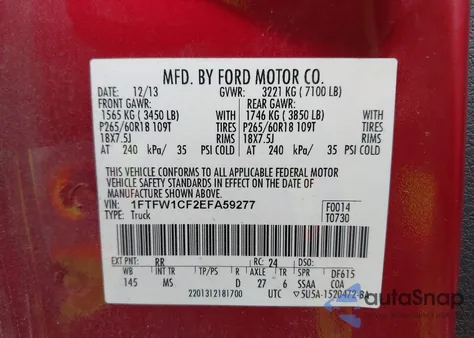 MFD. BY FORD MOTOR CO.
DATE: 12/13 GVWR: 3221 KG ( 7100 LB)
FRONT GAWR: REAR GAWR:
1565 KG ( 3450 LB) 1746 KG ( 3850 LB)
P265/60R18 109T TIRES P265/60R18 109T TIRES
18X7.5J RIMS 18X7.5J RIMS
AT 240 kPa/ 35 PSI COLD AT 240 kPa/ 35 PSI COLD
THIS VEHICLE CONFORMS TO ALL APPLICABLE FEDERAL MOTOR
VEHICLE SAFETY STANDARDS IN EFFECT ON THE DATE OF
MANUFACTURE SHOWN ABOVE.
VIN: 1FTFW1CF2EFA59277 F0014
TYPE: Truck T0730
EXT PNT: RR RC: 24 DSO:
WB INT TR TP/PS R AXLE TR SPR DF615
145 MS D 27 6 SSAA COA
2201312181700 UTC
autoSnap